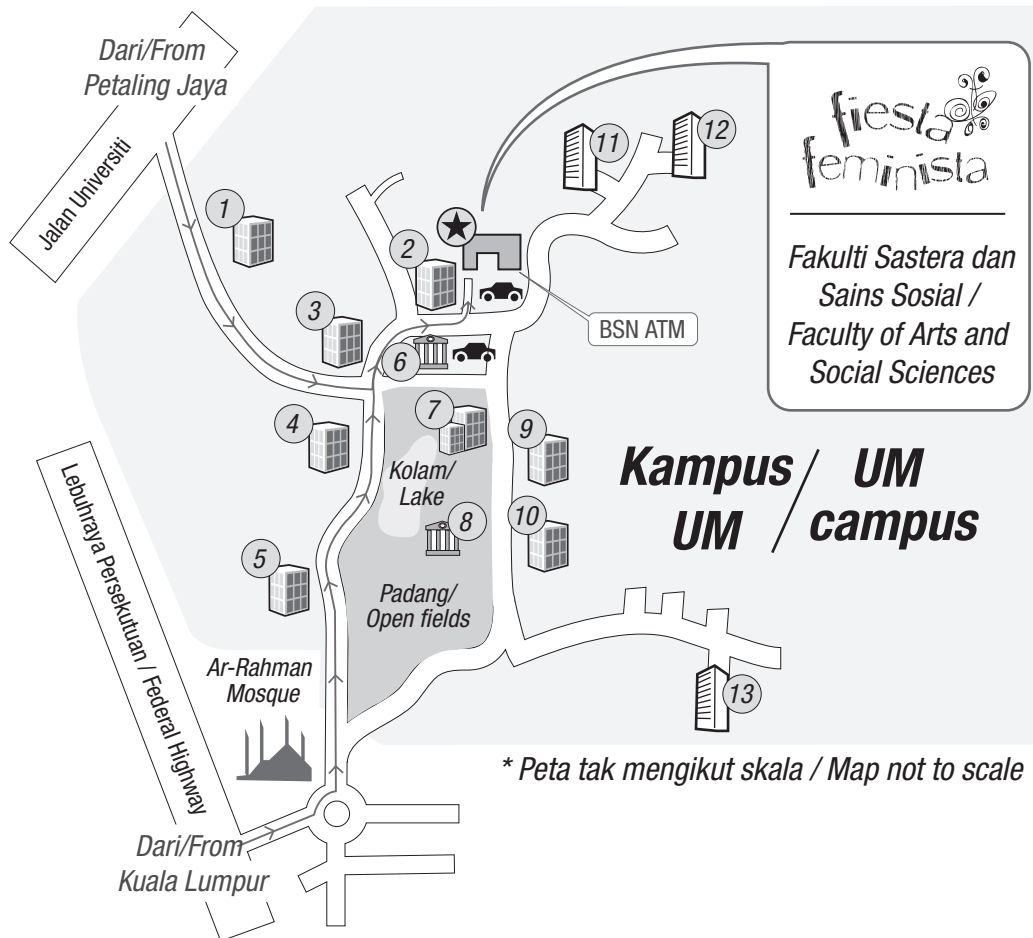 Dari/From
Petaling Jaya
Jalan Universiti
fiesta
feminista
Fakulti Sastera dan
Sains Sosial /
Faculty of Arts and
Social Sciences
1
2
3
4
5
6
7
8
9
10
11
12
13
BSN ATM
Kolam/
Lake
Padang/
Open fields
Kampus / UM
UM campus
Lebuhraya Persekutuan / Federal Highway
Ar-Rahman
Mosque
* Peta tak mengikut skala / Map not to scale
Dari/From
Kuala Lumpur